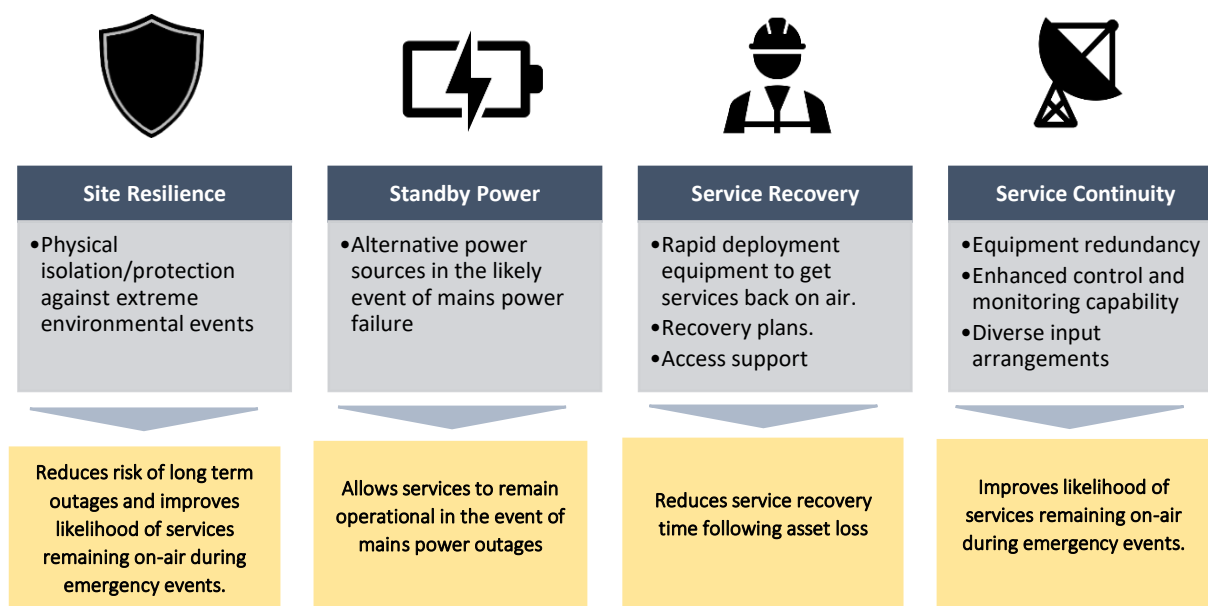 Site Resilience
•Physical
isolation/protection
against extreme
environmental events
Reduces risk of long term
outages and improves
likelihood of services
remaining on-air during
emergency events.
Standby Power
•Alternative power
sources in the likely
event of mains power
failure
Allows services to remain
operational in the event of
mains power outages
Service Recovery
•Rapid deployment
equipment to get
services back on air.
•Recovery plans.
•Access support
Reduces service recovery
time following asset loss
Service Continuity
•Equipment redundancy
•Enhanced control and
monitoring capability
•Diverse input
arrangements
Improves likelihood of
services remaining on-air
during emergency events.